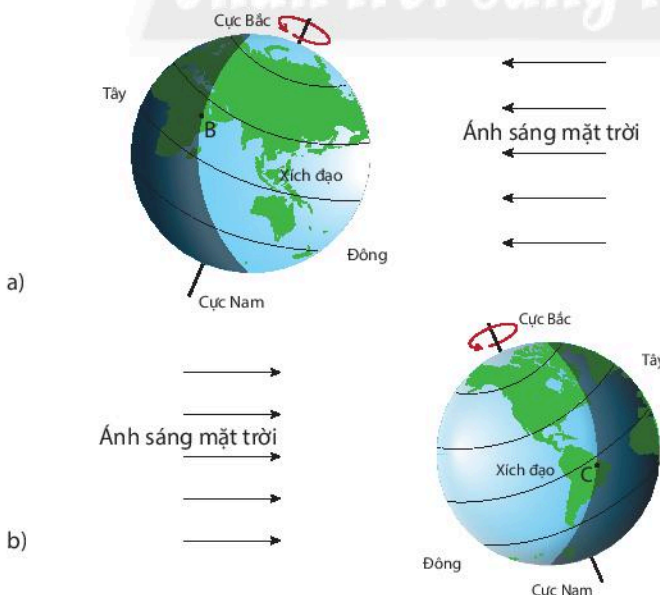 Cực Bắc
Tây
B
Ánh sáng mặt trời
Xích đạo
Đông
a)
Cực Nam
Cực Bắc
Tây
Ánh sáng mặt trời
Xích đạo
C
b)
Đông
Cực Nam